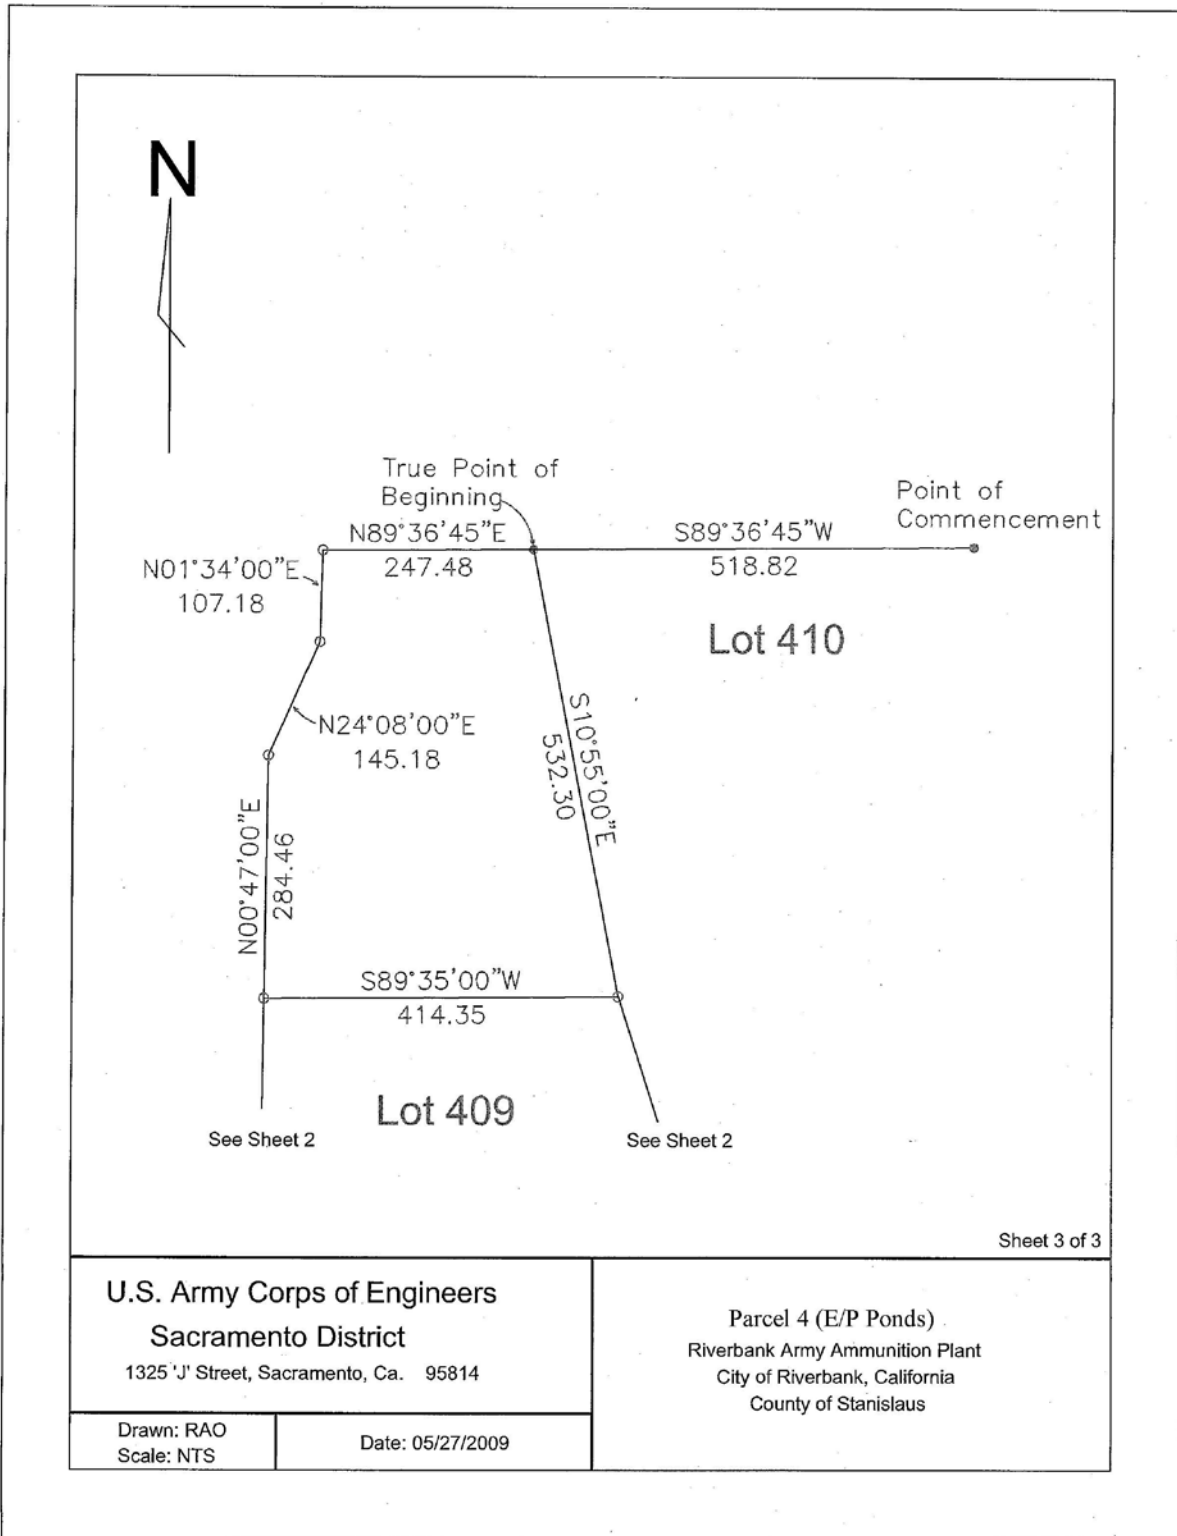 N
True Point of
Beginning
Point of
Commencement
N89°36'45"E
247.48
S89°36'45"W
518.82
N01°34'00"E
107.18
Lot 410
N24°08'00"E
145.18
S10°55'00"E
532.30
N00°47'00"E
284.46
S89°35'00"W
414.35
Lot 409
See Sheet 2
See Sheet 2
Sheet 3 of 3
U.S. Army Corps of Engineers
Sacramento District
1325 'J' Street, Sacramento, Ca. 95814
Drawn: RAO
Scale: NTS
Date: 05/27/2009
Parcel 4 (E/P Ponds)
Riverbank Army Ammunition Plant
City of Riverbank, California
County of Stanislaus